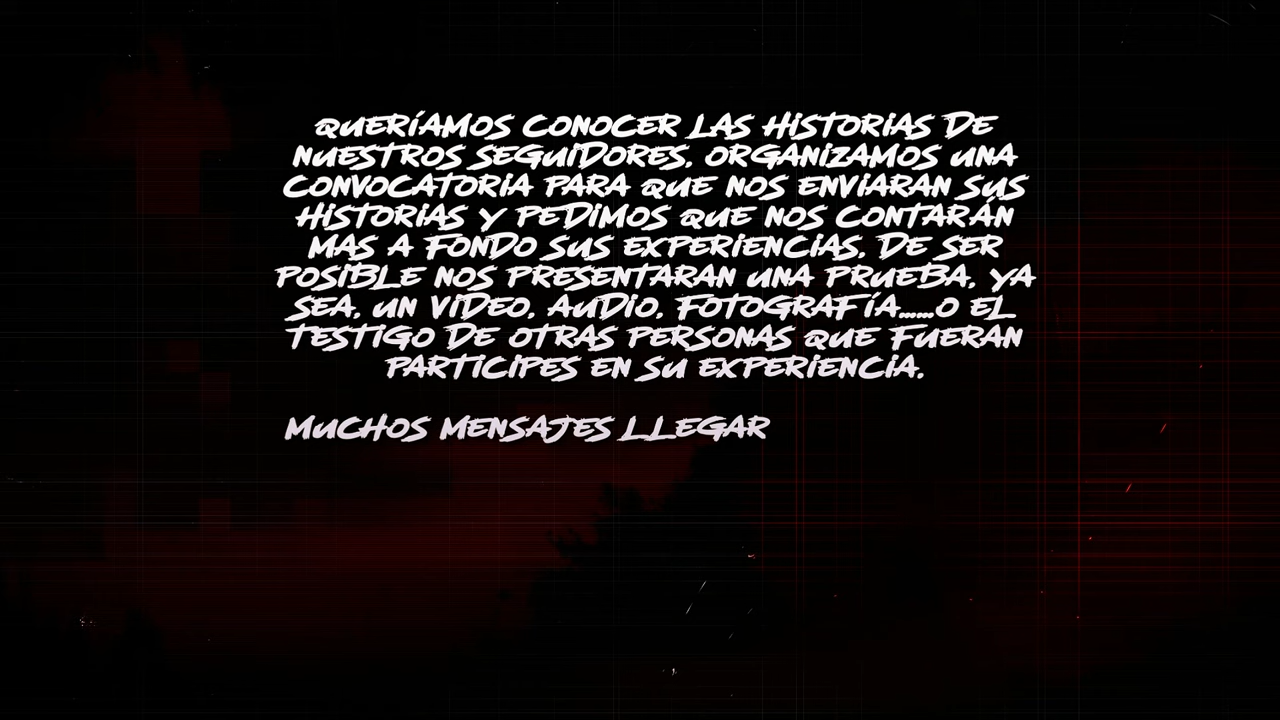 QUERÍAMOS CONOCER LAS HISTORIAS DE
NUESTROS SEGUIDORES, ORGANIZAMOS UNA
CONVOCATORIA PARA QUE NOS ENVIARAN SUS
HISTORIAS Y PEDIMOS QUE NOS CONTARÁN
MAS A FONDO SUS EXPERIENCIAS, DE SER
POSIBLE NOS PRESENTARAN UNA PRUEBA, YA
SEA, UN VIDEO, AUDIO, FOTOGRAFÍA......O EL
TESTIGO DE OTRAS PERSONAS QUE FUERAN
PARTICIPES EN SU EXPERIENCIA.
MUCHOS MENSAJES LLEGAR